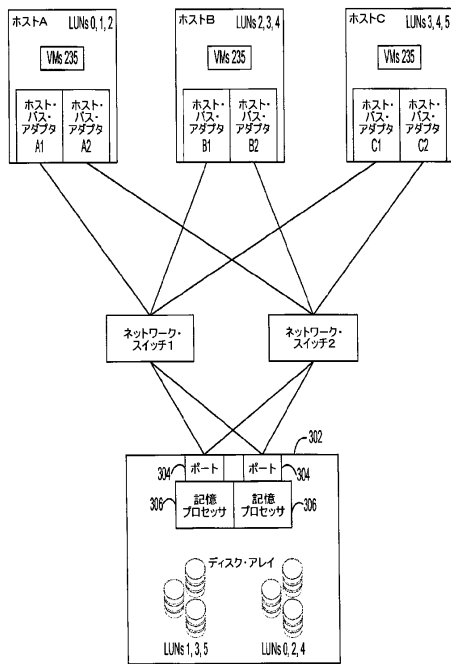 ホストA LUNs 0, 1, 2
VMs 235
ホスト・
バス・
アダプタ
A1
ホスト・
バス・
アダプタ
A2
ホストB LUNs 2, 3, 4
VMs 235
ホスト・
バス・
アダプタ
B1
ホスト・
バス・
アダプタ
B2
ホストC LUNs 3, 4, 5
VMs 235
ホスト・
バス・
アダプタ
C1
ホスト・
バス・
アダプタ
C2
ネットワーク・
スイッチ1
ネットワーク・
スイッチ2
302
304 ポート ポート 304
306 記憶
プロセッサ
記憶
プロセッサ 306
ディスク・アレイ
LUNs 1, 3, 5
LUNs 0, 2, 4